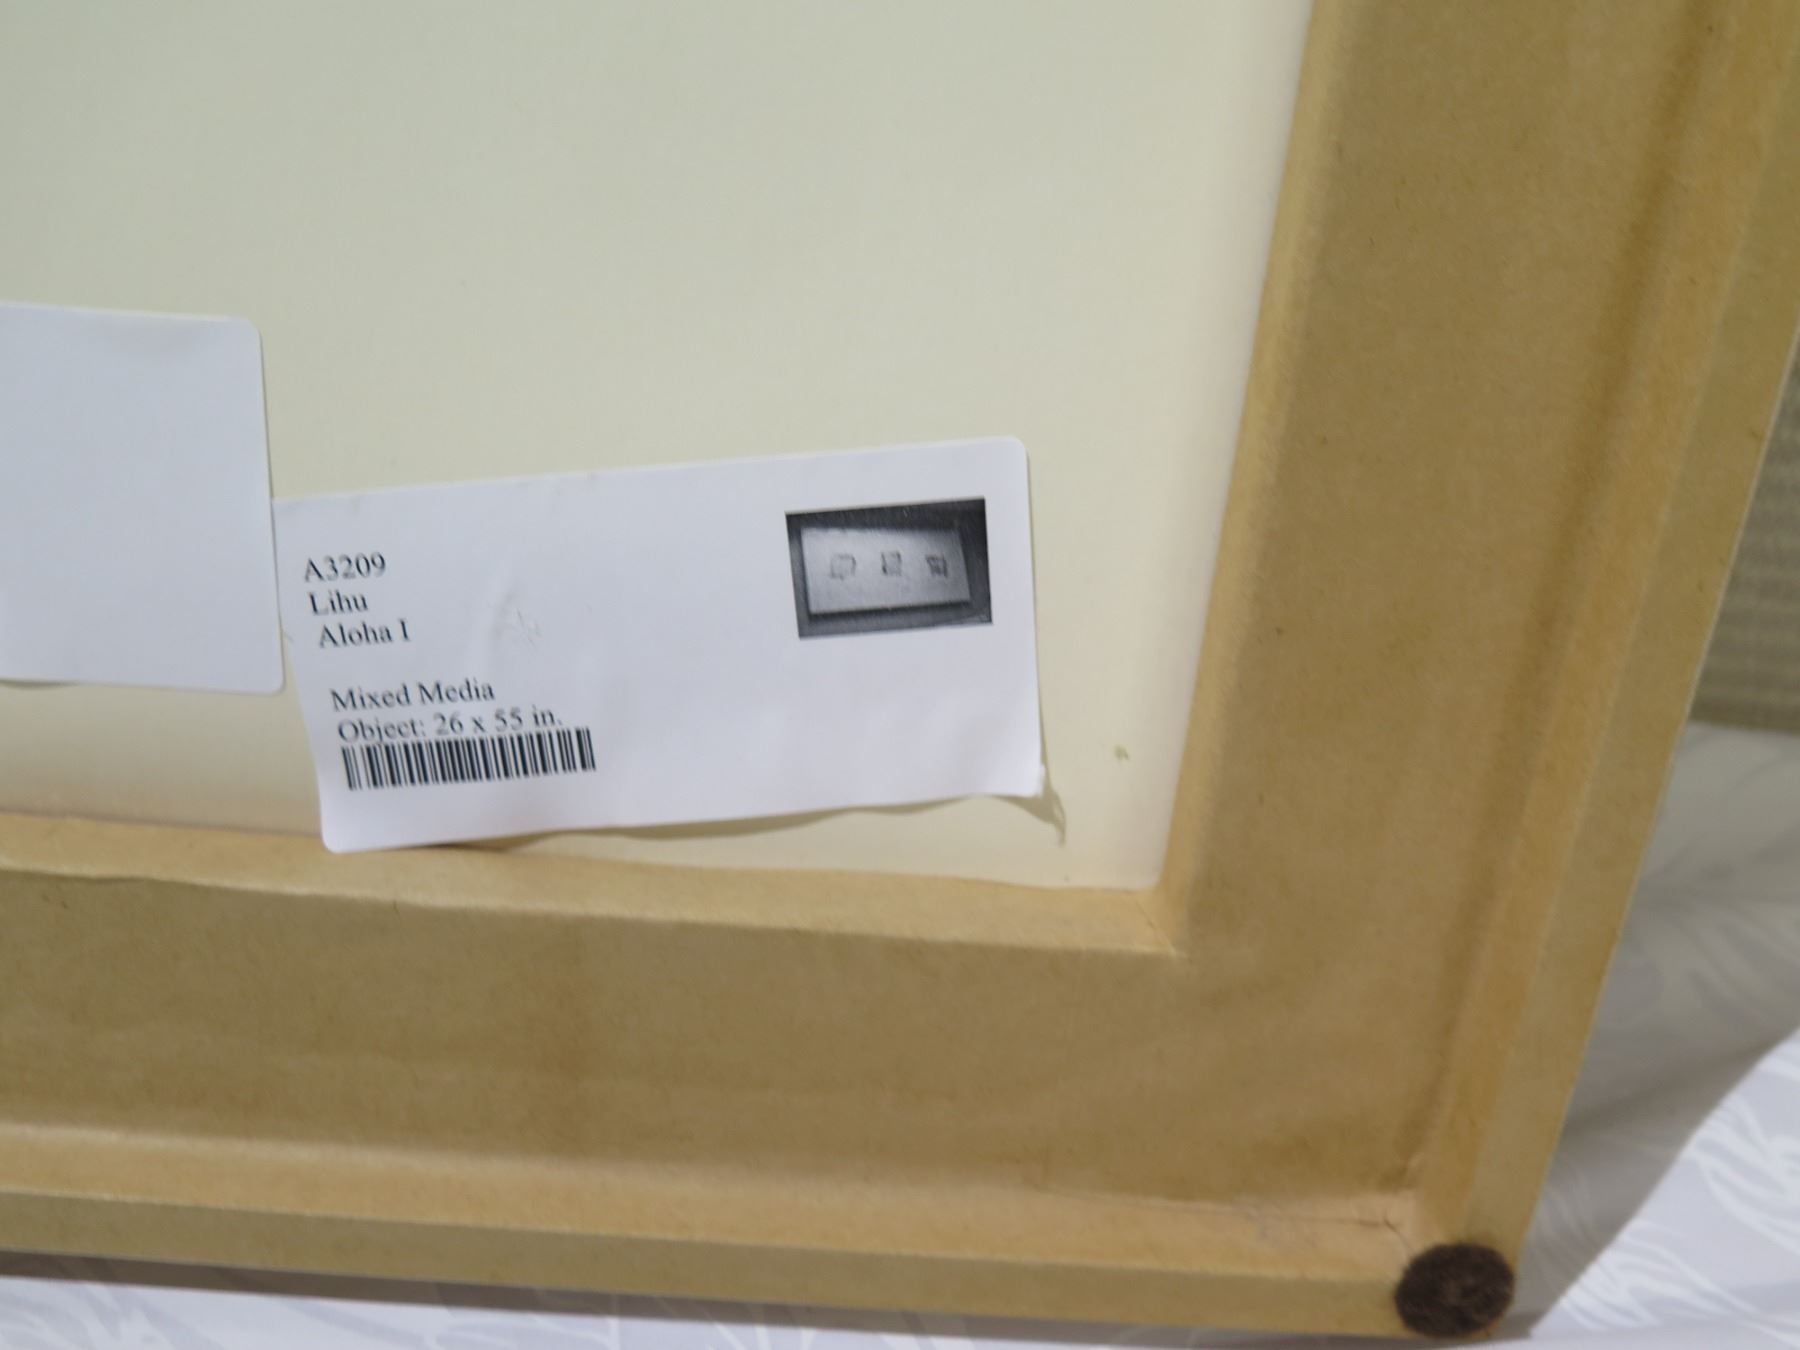 A3209
Lihu
Aloha I
Mixed Media
Object: 26 x 55 in.